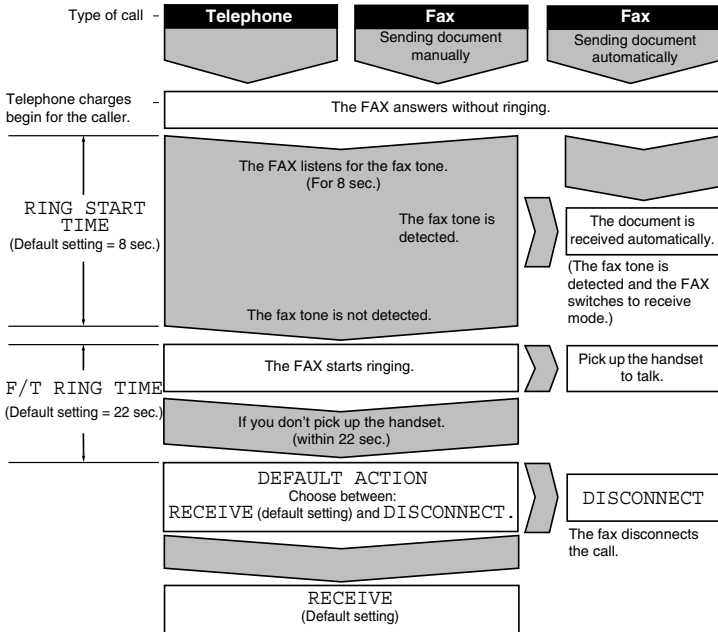 Type of call - Telephone Fax Fax
Sending document
manually
Sending document
automatically
Telephone charges -
begin for the caller.
The FAX answers without ringing.
The FAX listens for the fax tone.
(For 8 sec.)
RING START
TIME
(Default setting = 8 sec.)
The fax tone is
detected.
The document is
received automatically.
(The fax tone is
detected and the FAX
switches to receive
mode.)
The fax tone is not detected.
F/T RING TIME
(Default setting = 22 sec.)
The FAX starts ringing.
Pick up the handset
to talk.
If you don't pick up the handset.
(within 22 sec.)
DEFAULT ACTION
Choose between:
RECEIVE (default setting) and DISCONNECT.
DISCONNECT
The fax disconnects
the call.
RECEIVE
(Default setting)